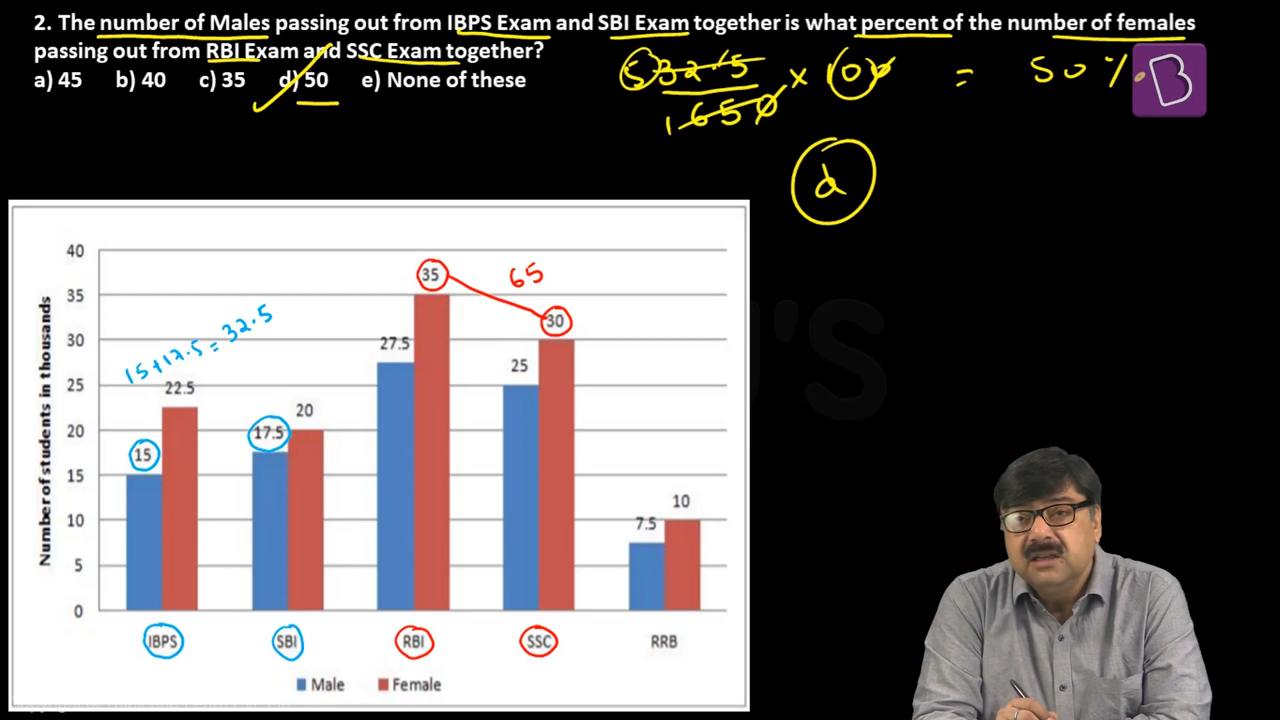 2. The number of Males passing out from IBPS Exam and SBI Exam together is what percent of the number of females
passing out from RBI Exam and SSC Exam together?
a) 45 b) 40 c) 35 d) 50 e) None of these
5 32.5 × 100 = 50%
1 650
B
d
40
35
30
25
20
15
10
5
0
Number of students in thousands
15+17.5 = 32.5
65
15
22.5
17.5
20
27.5
35
25
30
7.5
10
IBPS SBI RBI SSC RRB
Male Female